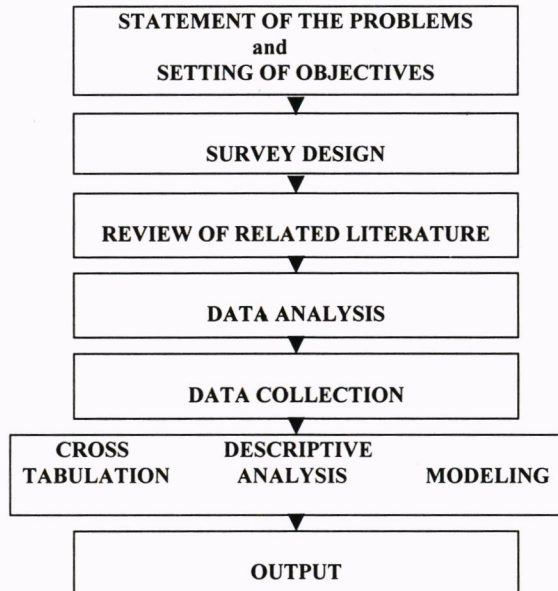 STATEMENT OF THE PROBLEMS
and
SETTING OF OBJECTIVES
SURVEY DESIGN
REVIEW OF RELATED LITERATURE
DATA ANALYSIS
DATA COLLECTION
CROSS DESCRIPTIVE
TABULATION ANALYSIS MODELING
OUTPUT